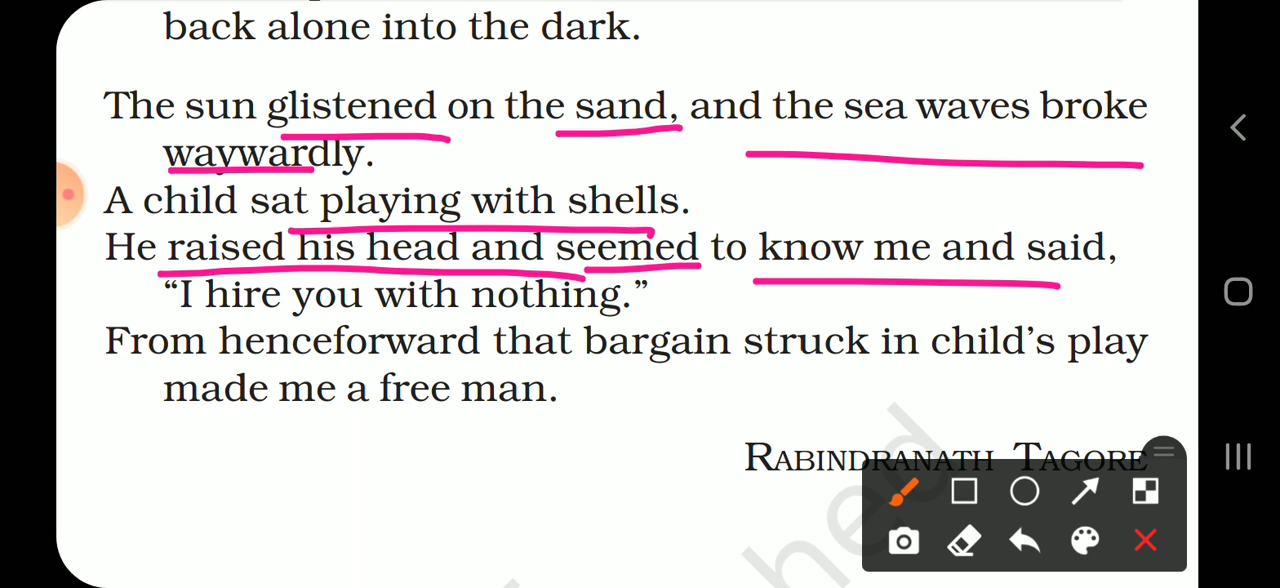 back alone into the dark.
The sun glistened on the sand, and the sea waves broke
waywardly.
A child sat playing with shells.
He raised his head and seemed to know me and said,
“I hire you with nothing.”
From henceforward that bargain struck in child’s play
made me a free man.
RABINDRANATH TAGORE
hed